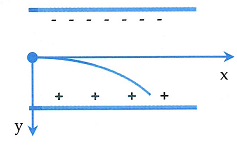 - - - - - - -
x
+ + + +
y